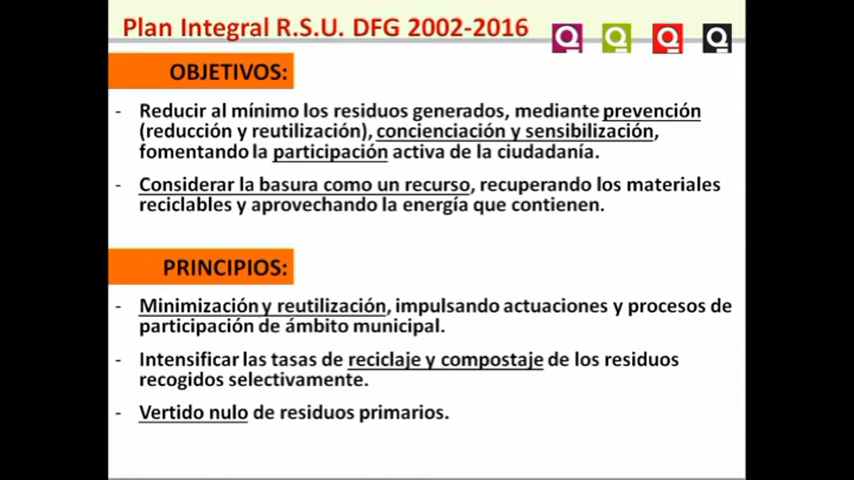 Plan Integral R.S.U. DFG 2002-2016
OBJETIVOS:
- Reducir al mínimo los residuos generados, mediante prevención
(reducción y reutilización), concienciación y sensibilización,
fomentando la participación activa de la ciudadanía.
- Considerar la basura como un recurso, recuperando los materiales
reciclables y aprovechando la energía que contienen.
PRINCIPIOS:
- Minimización y reutilización, impulsando actuaciones y procesos de
participación de ámbito municipal.
- Intensificar las tasas de reciclaje y compostaje de los residuos
recogidos selectivamente.
- Vertido nulo de residuos primarios.